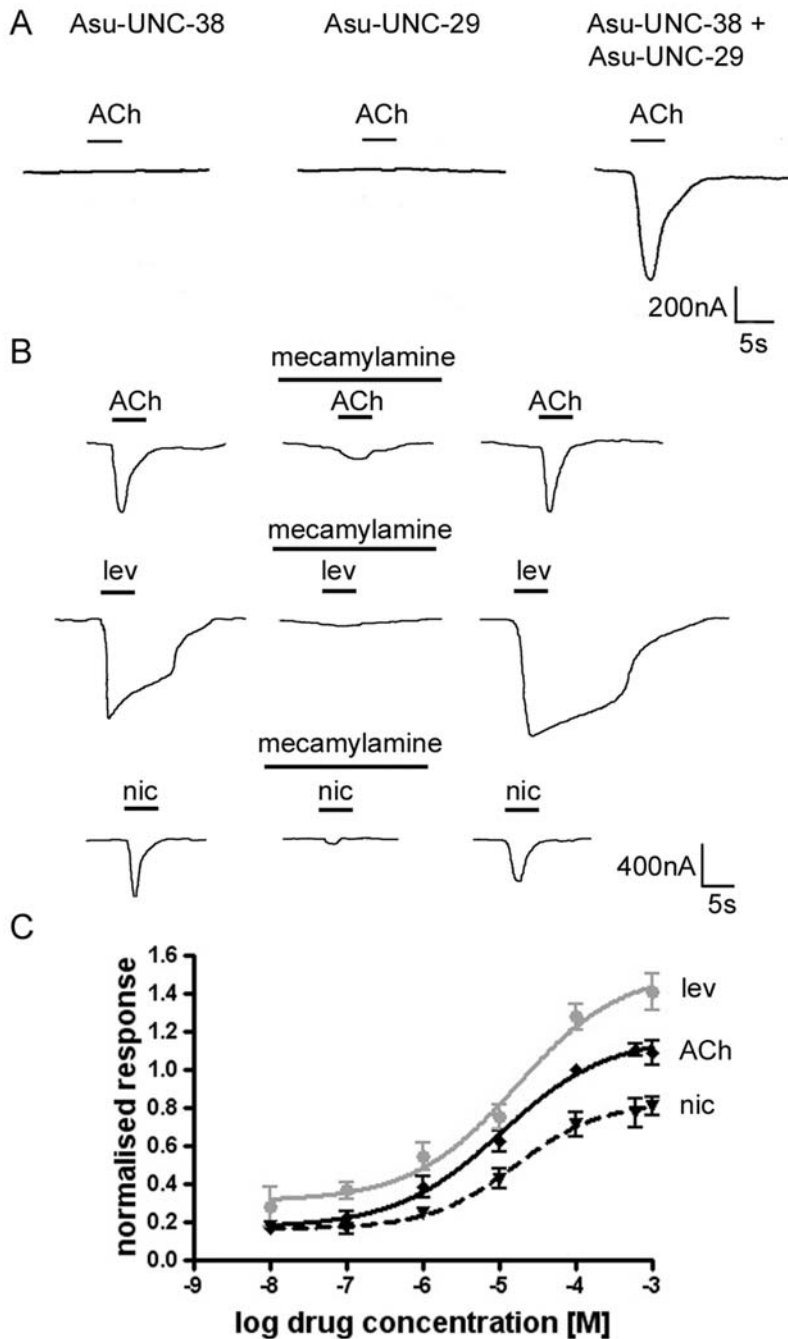 A
Asu-UNC-38
Asu-UNC-29
Asu-UNC-38 +
Asu-UNC-29
ACh
ACh
ACh
200nA
5s
B
mecamylamine
ACh
ACh
ACh
mecamylamine
lev
lev
lev
mecamylamine
nic
nic
nic
400nA
5s
C
normalised response
1.6
1.4
1.2
1.0
0.8
0.6
0.4
0.2
0.0
lev
ACh
nic
-9 -8 -7 -6 -5 -4 -3
log drug concentration [M]